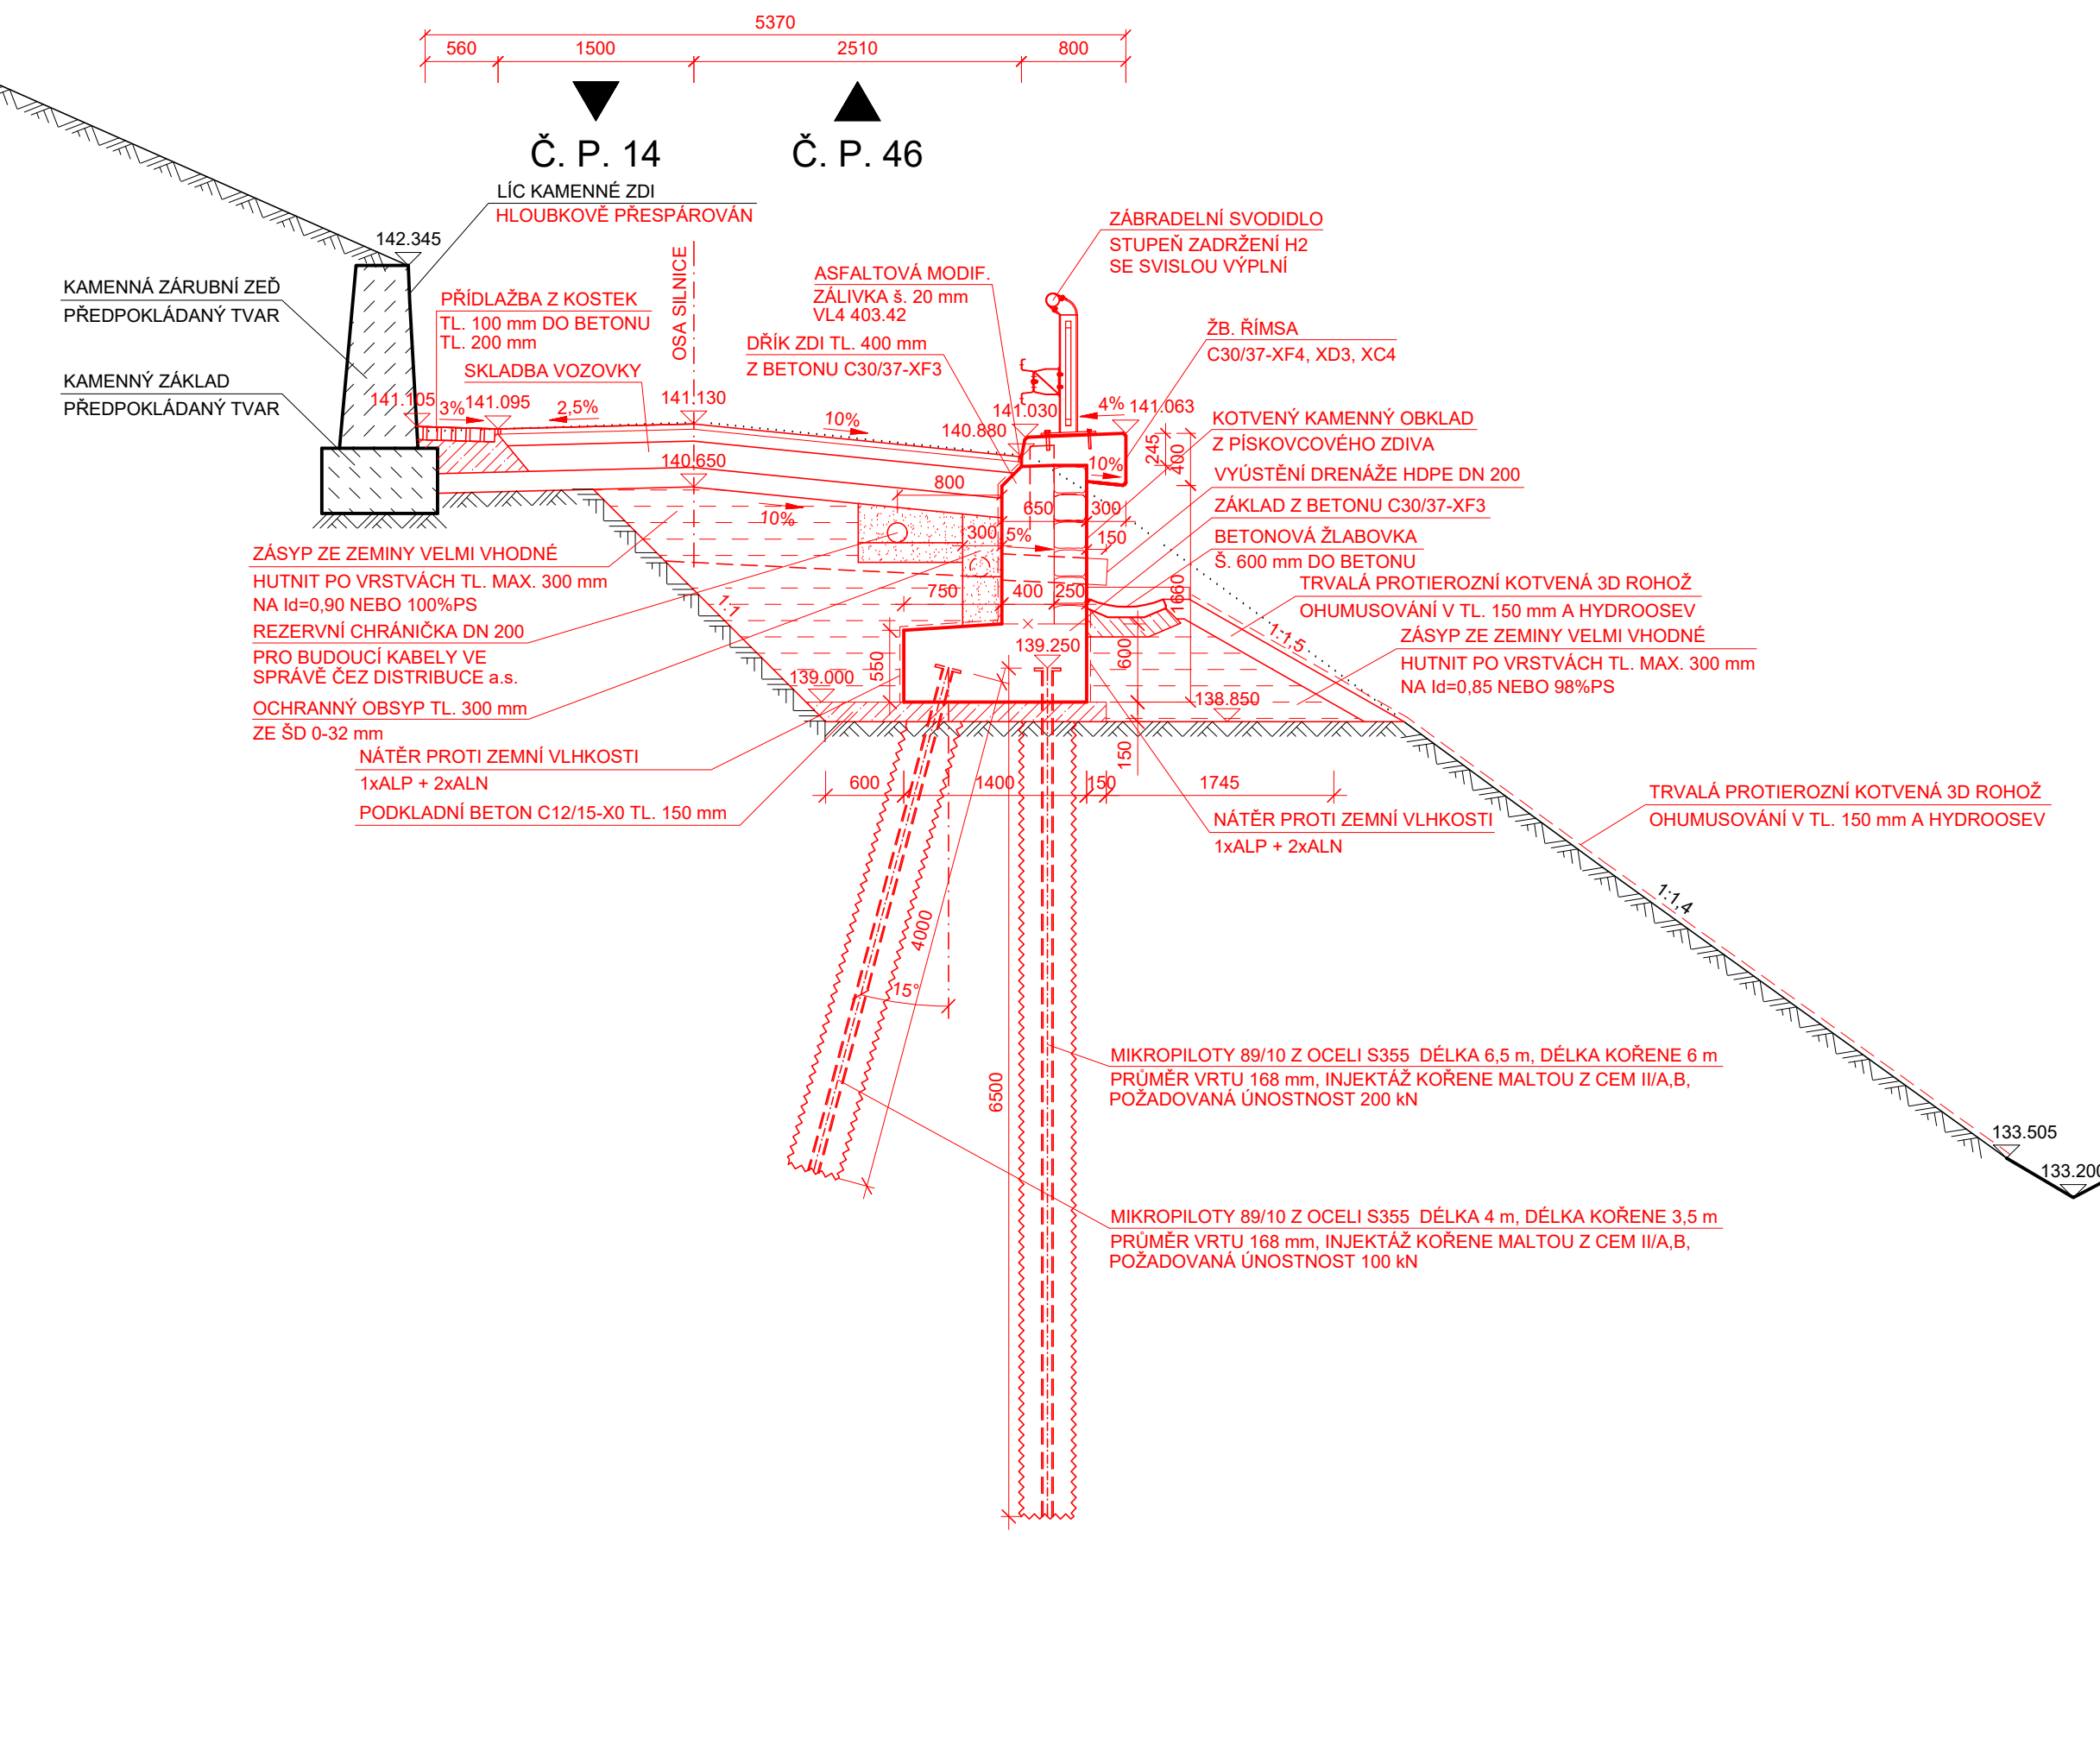 5370
560 1500 2510 800
Č. P. 14 Č. P. 46
LÍC KAMENNÉ ZDI
HLOUBKOVĚ PŘESPÁROVÁN
142.345
KAMENNÁ ZÁRUBNÍ ZEĎ
PŘEDPOKLÁDANÝ TVAR
KAMENNÝ ZÁKLAD
PŘEDPOKLÁDANÝ TVAR
PŘÍDLAŽBA Z KOSTEK
TL. 100 mm DO BETONU
TL. 200 mm
SKLADBA VOZOVKY
OSA SILNICE
ASFALTOVÁ MODIF.
ZÁLIVKA š. 20 mm
VL4 403.42
DŘÍK ZDI TL. 400 mm
Z BETONU C30/37-XF3
ZÁBRADELNÍ SVODIDLO
STUPEŇ ZADRŽENÍ H2
SE SVISLOU VÝPLNÍ
ŽB. ŘÍMSA
C30/37-XF4, XD3, XC4
141.105
3%
141.095
2,5%
141.130
10%
141.030
4%
141.063
140.880
140.650
10%
800
245
400
10%
650
300
300
5%
150
750
400
250
1660
KOTVENÝ KAMENNÝ OBKLAD
Z PÍSKOVCOVÉHO ZDIVA
VYÚSTĚNÍ DRENÁŽE HDPE DN 200
ZÁKLAD Z BETONU C30/37-XF3
BETONOVÁ ŽLABOVKA
Š. 600 mm DO BETONU
TRVALÁ PROTIEROZNÍ KOTVENÁ 3D ROHOŽ
OHUMUSOVÁNÍ V TL. 150 mm A HYDROOSEV
ZÁSYP ZE ZEMINY VELMI VHODNÉ
HUTNIT PO VRSTVÁCH TL. MAX. 300 mm
NA Id=0,85 NEBO 98%PS
ZÁSYP ZE ZEMINY VELMI VHODNÉ
HUTNIT PO VRSTVÁCH TL. MAX. 300 mm
NA Id=0,90 NEBO 100%PS
REZERVNÍ CHRÁNIČKA DN 200
PRO BUDOUCÍ KABELY VE
SPRÁVĚ ČEZ DISTRIBUCE a.s.
OCHRANNÝ OBSYP TL. 300 mm
ZE ŠD 0-32 mm
NÁTĚR PROTI ZEMNÍ VLHKOSTI
1xALP + 2xALN
PODKLADNÍ BETON C12/15-X0 TL. 150 mm
1:1
1:1,5
550
600
139.250
139.000
138.850
150
600 1400 150 1745
NÁTĚR PROTI ZEMNÍ VLHKOSTI
1xALP + 2xALN
TRVALÁ PROTIEROZNÍ KOTVENÁ 3D ROHOŽ
OHUMUSOVÁNÍ V TL. 150 mm A HYDROOSEV
1:1,4
4000
15°
6500
MIKROPILOTY 89/10 Z OCELI S355 DÉLKA 6,5 m, DÉLKA KOŘENE 6 m
PRŮMĚR VRTU 168 mm, INJEKTÁŽ KOŘENE MALTOU Z CEM II/A,B,
POŽADOVANÁ ÚNOSTNOST 200 kN
133.505
133.200
MIKROPILOTY 89/10 Z OCELI S355 DÉLKA 4 m, DÉLKA KOŘENE 3,5 m
PRŮMĚR VRTU 168 mm, INJEKTÁŽ KOŘENE MALTOU Z CEM II/A,B,
POŽADOVANÁ ÚNOSTNOST 100 kN